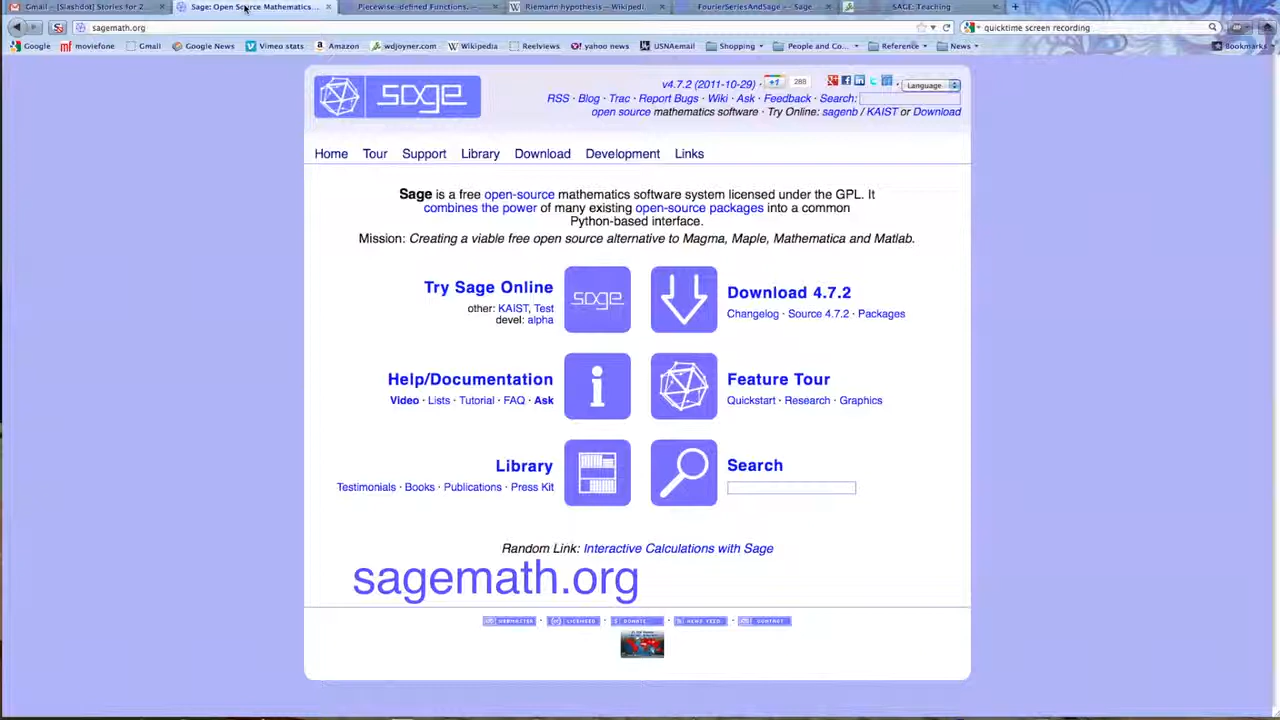 Gmail - [Slashdot] Stories for 2...
Sage: Open Source Mathematics...
Piecewise-defined Functions. — ...
Riemann hypothesis - Wikipedi...
FourierSeriesAndSage -- Sage
SAGE: Teaching
sagemath.org
quicktime screen recording
Google
moviefone
Gmail
Google News
Vimeo stats
Amazon
wdjoyner.com
Wikipedia
Reelviews
yahoo news
USNAemail
Shopping
People and Co...
Reference
News
Bookmarks
sage
v4.7.2 (2011-10-29) · +1 288 · Language
RSS · Blog · Trac · Report Bugs · Wiki · Ask · Feedback · Search:
open source mathematics software · Try Online: sagenb / KAIST or Download
Home Tour Support Library Download Development Links
Sage is a free open-source mathematics software system licensed under the GPL. It
combines the power of many existing open-source packages into a common
Python-based interface.
Mission: Creating a viable free open source alternative to Magma, Maple, Mathematica and Matlab.
Try Sage Online
other: KAIST, Test
devel: alpha
sage
Download 4.7.2
Changelog · Source 4.7.2 · Packages
Help/Documentation
Video · Lists · Tutorial · FAQ · Ask
i
Feature Tour
Quickstart · Research · Graphics
Library
Testimonials · Books · Publications · Press Kit
Search
Random Link: Interactive Calculations with Sage
sagemath.org
WEBMASTER · LICENSED · DONATE · NEWS FEED · CONTACT